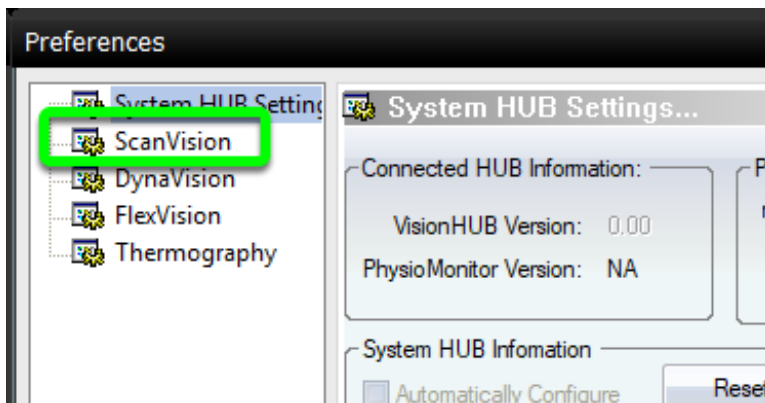 Preferences
System HUB Setting
ScanVision
DynaVision
FlexVision
Thermography
System HUB Settings...
Connected HUB Information:
VisionHUB Version: 0.00
PhysioMonitor Version: NA
System HUB Infomation
Automatically Configure
Reset